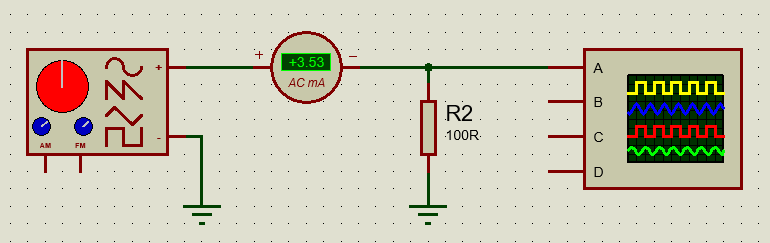 +
-
AM
FM
+
+3.53
AC mA
−
R2
100R
A
B
C
D